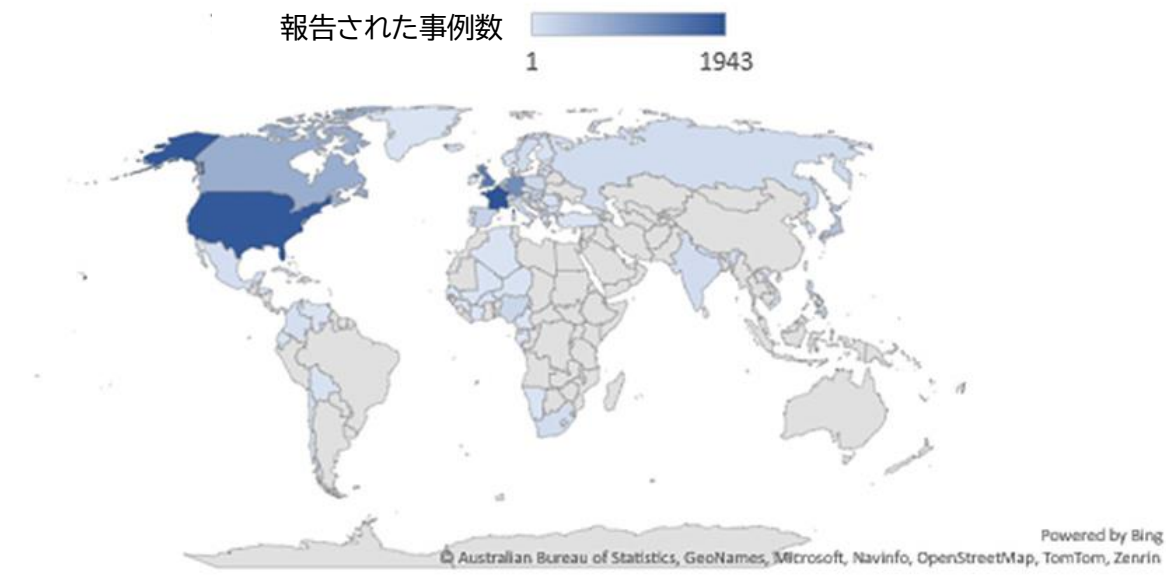 報告された事例数
1
1943
Powered by Bing
© Australian Bureau of Statistics, GeoNames, Microsoft, Navinfo, OpenStreetMap, TomTom, Zenrin